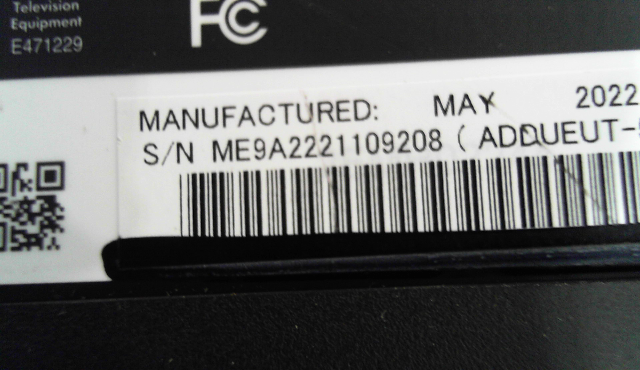 Television
Equipment
E471229
FC
MANUFACTURED: MAY 2022
S/N ME9A2221109208 ( ADDUEUT-